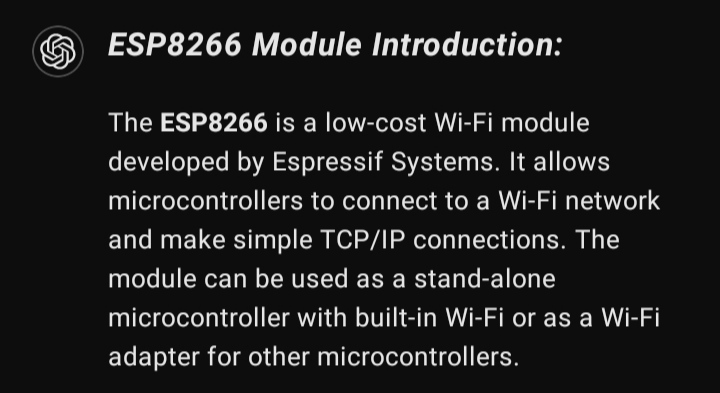 ESP8266 Module Introduction:
The ESP8266 is a low-cost Wi-Fi module
developed by Espressif Systems. It allows
microcontrollers to connect to a Wi-Fi network
and make simple TCP/IP connections. The
module can be used as a stand-alone
microcontroller with built-in Wi-Fi or as a Wi-Fi
adapter for other microcontrollers.